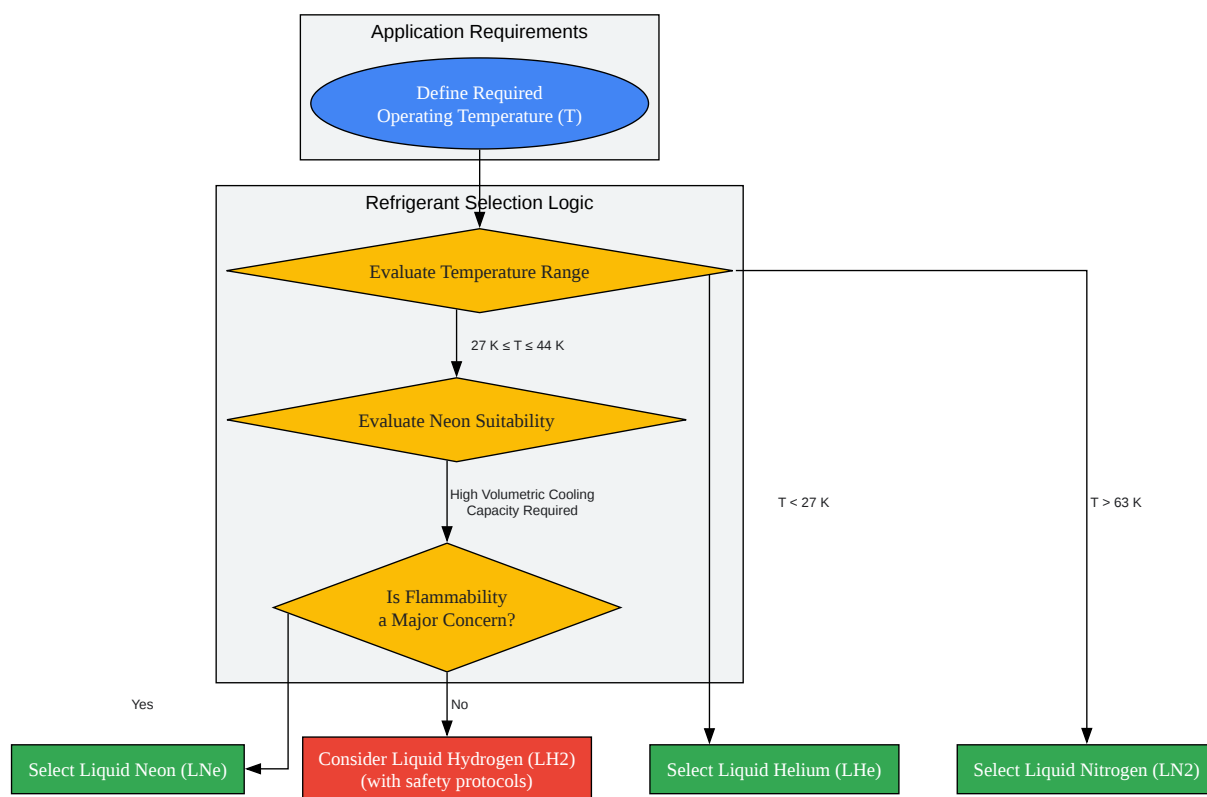 Application Requirements
Define Required
Operating Temperature (T)
Refrigerant Selection Logic
Evaluate Temperature Range
27 K ≤ T ≤ 44 K
Evaluate Neon Suitability
High Volumetric Cooling
Capacity Required
T < 27 K
T > 63 K
Is Flammability
a Major Concern?
Yes
No
Select Liquid Neon (LNe)
Consider Liquid Hydrogen (LH2)
(with safety protocols)
Select Liquid Helium (LHe)
Select Liquid Nitrogen (LN2)